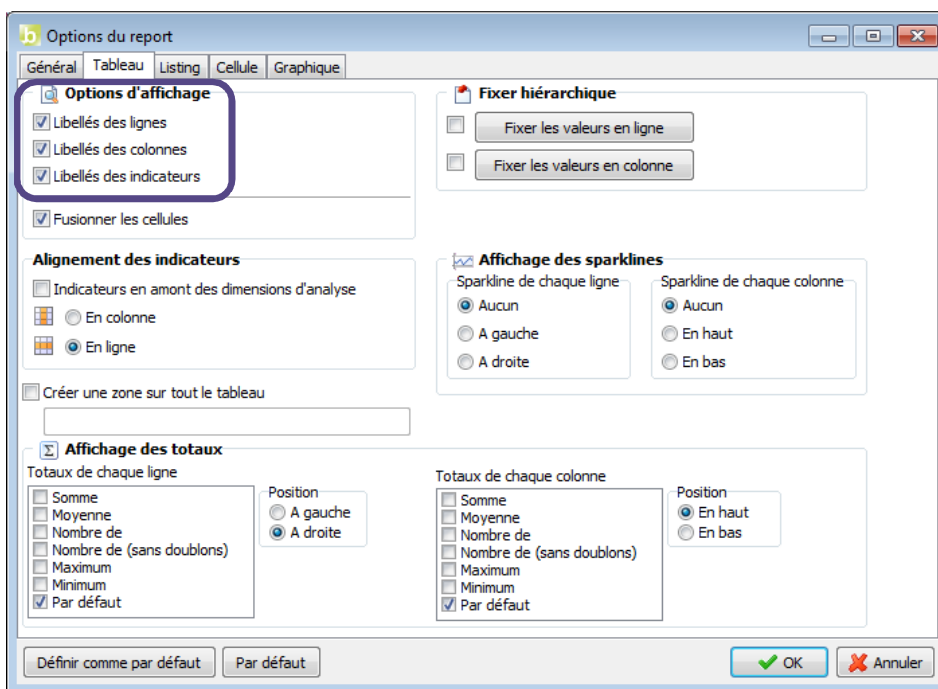 Options du report
Général Tableau Listing Cellule Graphique
Options d'affichage
Libellés des lignes
Libellés des colonnes
Libellés des indicateurs
Fusionner les cellules
Fixer hiérarchique
Fixer les valeurs en ligne
Fixer les valeurs en colonne
Alignement des indicateurs
Indicateurs en amont des dimensions d'analyse
En colonne
En ligne
Affichage des sparklines
Sparkline de chaque ligne
Aucun
A gauche
A droite
Sparkline de chaque colonne
Aucun
En haut
En bas
Créer une zone sur tout le tableau
Affichage des totaux
Totaux de chaque ligne
Somme
Moyenne
Nombre de
Nombre de (sans doublons)
Maximum
Minimum
Par défaut
Position
A gauche
A droite
Totaux de chaque colonne
Somme
Moyenne
Nombre de
Nombre de (sans doublons)
Maximum
Minimum
Par défaut
Position
En haut
En bas
Définir comme par défaut
Par défaut
OK
Annuler